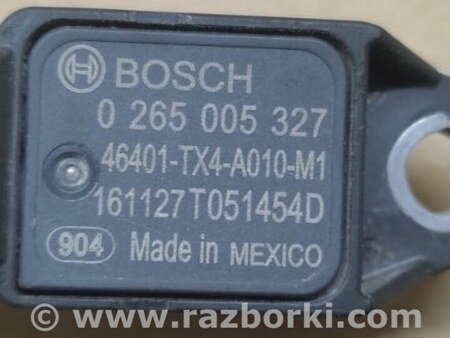 BOSCH
0 265 005 327
46401-TX4-A010-M1
161127T051454D
904 Made in MEXICO
© www.razborki.com